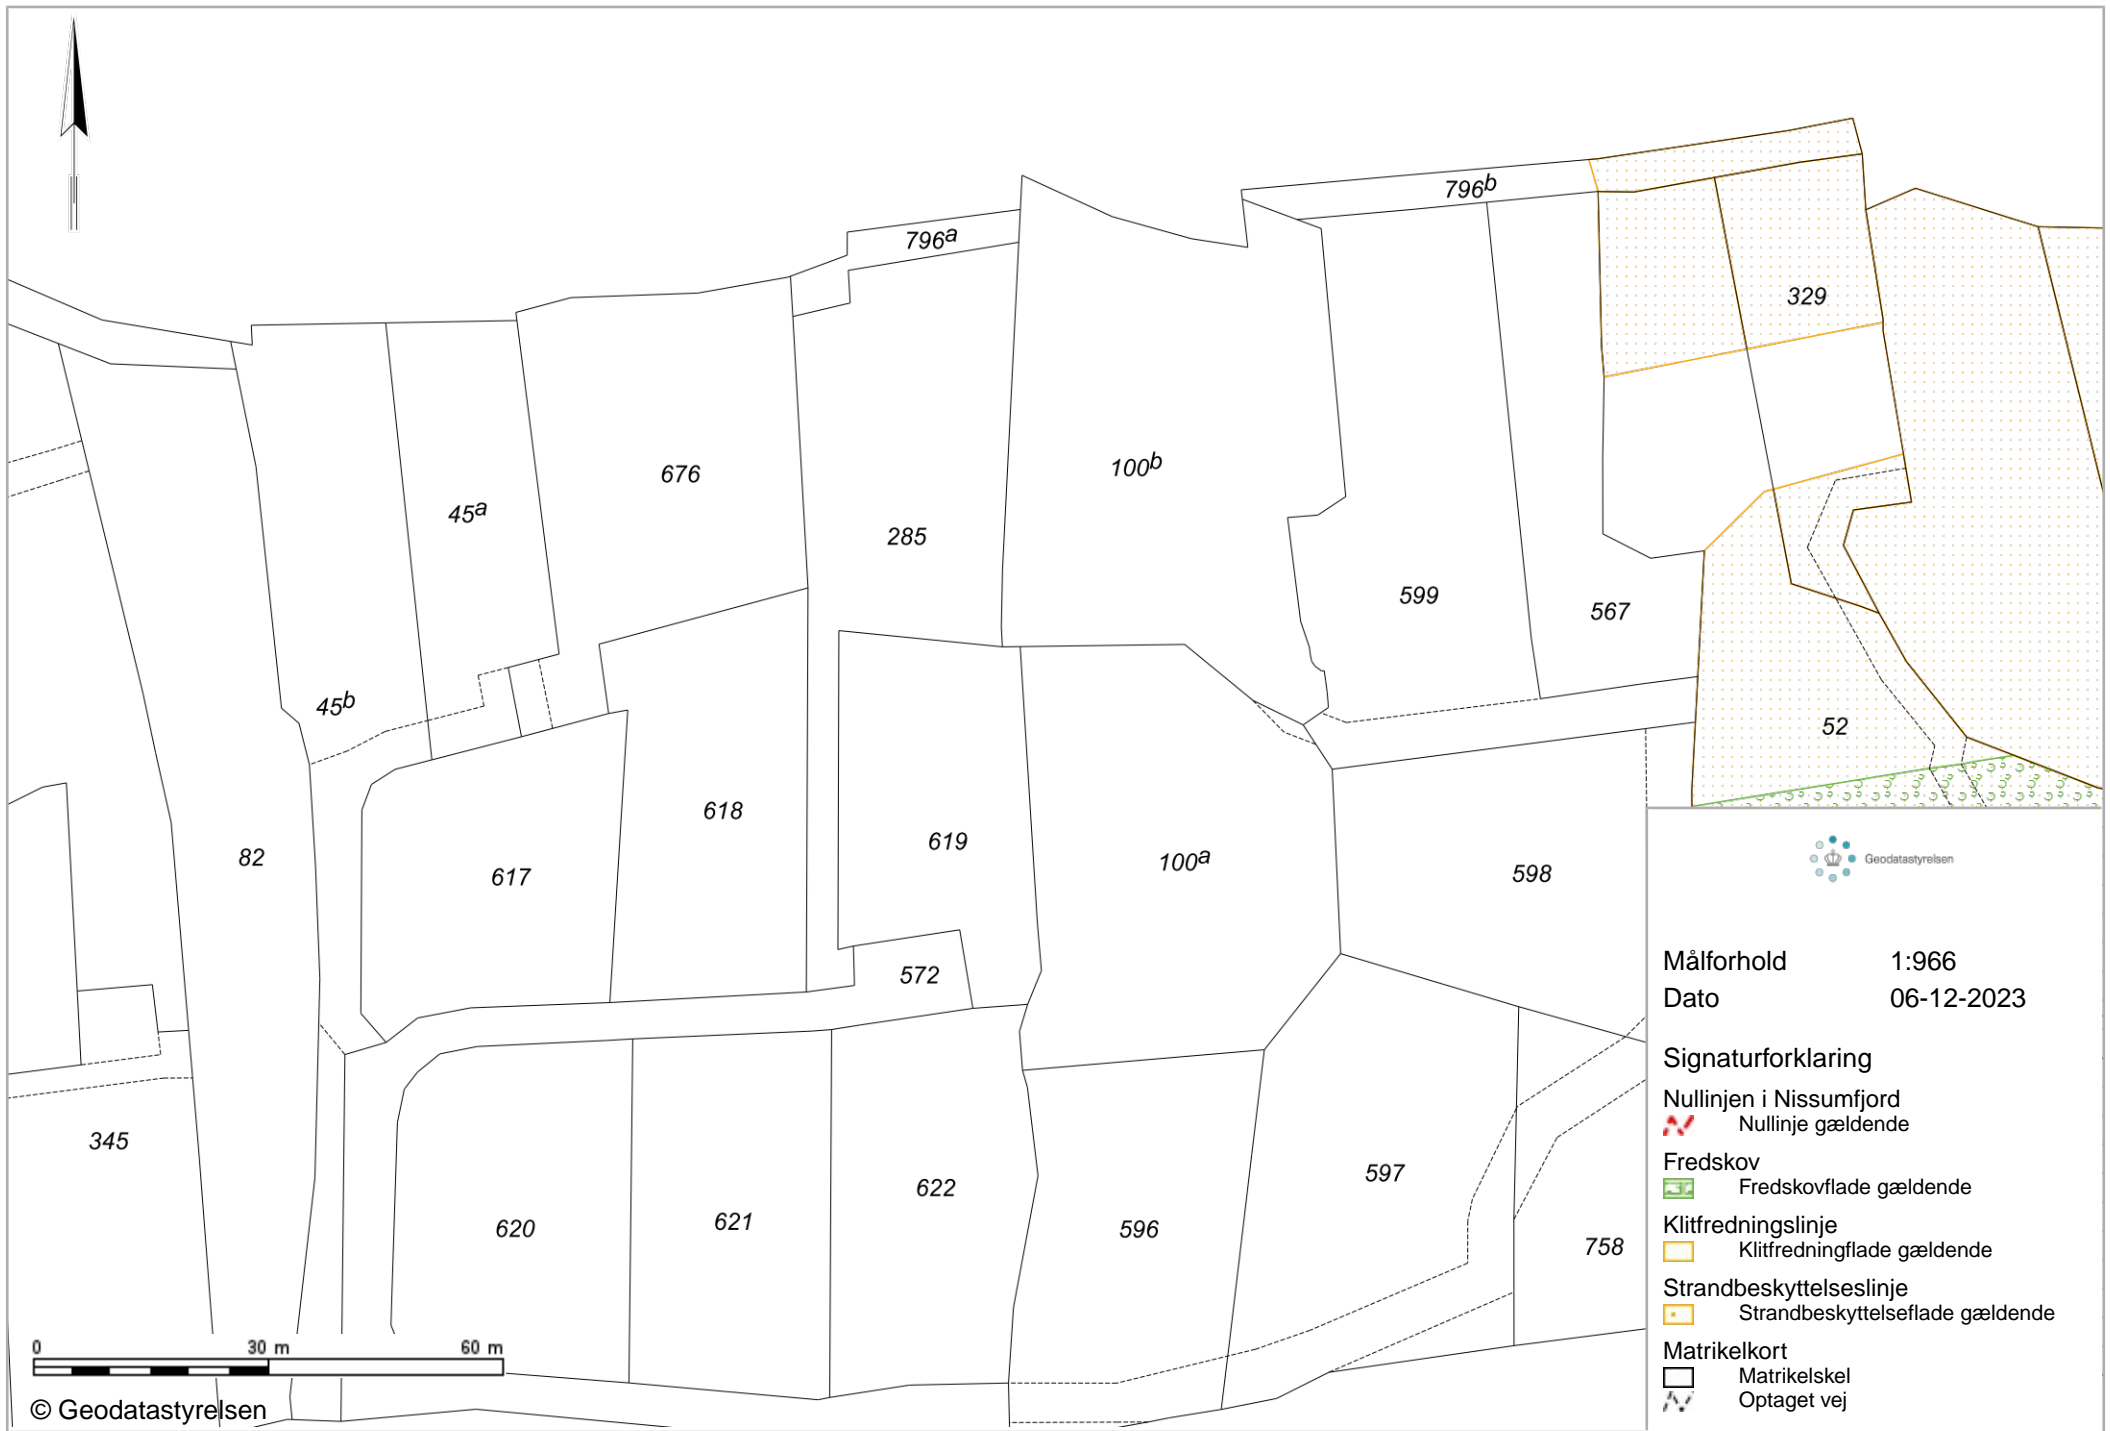 796b
796a
329
676
100b
45a
285
599
567
45b
52
618
619
82
100a
617
598
572
345
622
597
620
621
596
758
0 30 m 60 m
© Geodatastyrelsen
Geodatastyrelsen
Målforhold 1:966
Dato 06-12-2023
Signaturforklaring
Nullinjen i Nissumfjord
Nullinje gældende
Fredskov
Fredskovflade gældende
Klitfredningslinje
Klitfredningflade gældende
Strandbeskyttelseslinje
Strandbeskyttelseflade gældende
Matrikelkort
Matrikelskel
Optaget vej